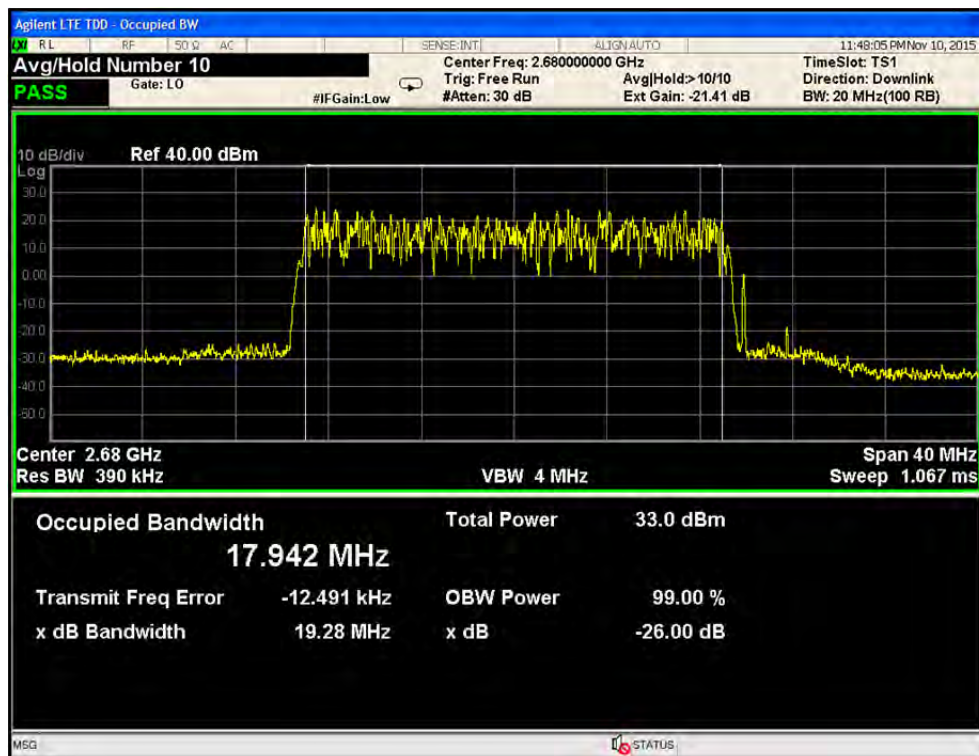 Agilent LTE TDD - Occupied BW
LXI RL RF 50 Ω AC SENSE:INT ALIGN AUTO 11:48:05 PM Nov 10, 2015
Avg/Hold Number 10 Center Freq: 2.680000000 GHz TimeSlot: TS1
PASS Gate: LO Trig: Free Run Avg|Hold:>10/10 Direction: Downlink
#IFGain:Low #Atten: 30 dB Ext Gain: -21.41 dB BW: 20 MHz(100 RB)
10 dB/div Ref 40.00 dBm
Log
30.0
20.0
10.0
0.00
-10.0
-20.0
-30.0
-40.0
-50.0
Center 2.68 GHz Span 40 MHz
Res BW 390 kHz VBW 4 MHz Sweep 1.067 ms
Occupied Bandwidth Total Power 33.0 dBm
17.942 MHz
Transmit Freq Error -12.491 kHz OBW Power 99.00 %
x dB Bandwidth 19.28 MHz x dB -26.00 dB
MSG STATUS